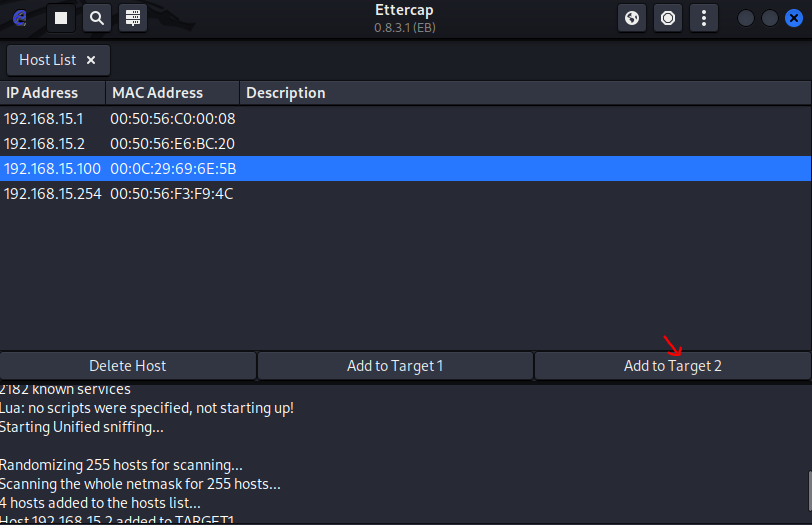 Ettercap
0.8.3.1 (EB)
Host List ×
IP Address MAC Address Description
192.168.15.1 00:50:56:C0:00:08
192.168.15.2 00:50:56:E6:BC:20
192.168.15.100 00:0C:29:69:6E:5B
192.168.15.254 00:50:56:F3:F9:4C
Delete Host Add to Target 1 Add to Target 2
2182 known services
Lua: no scripts were specified, not starting up!
Starting Unified sniffing...
Randomizing 255 hosts for scanning...
Scanning the whole netmask for 255 hosts...
4 hosts added to the hosts list...
Host 192.168.15.2 added to TARGET1